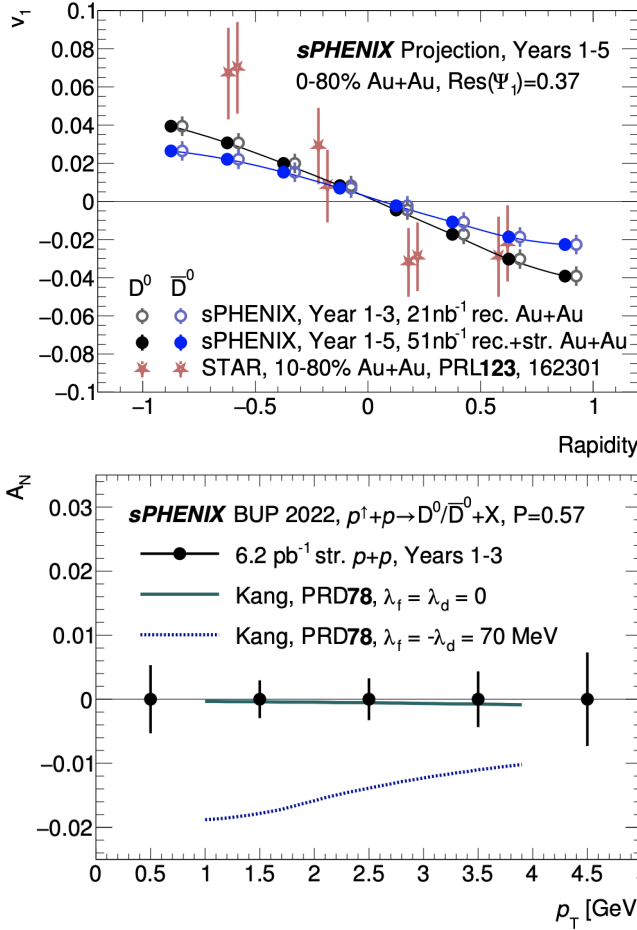 v₁
0.1
0.08
0.06
0.04
0.02
0
−0.02
−0.04
−0.06
−0.08
−0.1
sPHENIX Projection, Years 1-5
0-80% Au+Au, Res(Ψ₁)=0.37
D⁰ D̅⁰
sPHENIX, Year 1-3, 21nb⁻¹ rec. Au+Au
sPHENIX, Year 1-5, 51nb⁻¹ rec.+str. Au+Au
STAR, 10-80% Au+Au, PRL123, 162301
−1 −0.5 0 0.5 1
Rapidity
A_N
0.03
0.02
0.01
0
−0.01
−0.02
sPHENIX BUP 2022, p↑+p→D⁰/D̅⁰+X, P=0.57
6.2 pb⁻¹ str. p+p, Years 1-3
Kang, PRD78, λ_f = λ_d = 0
Kang, PRD78, λ_f = -λ_d = 70 MeV
0 0.5 1 1.5 2 2.5 3 3.5 4 4.5
p_T [GeV